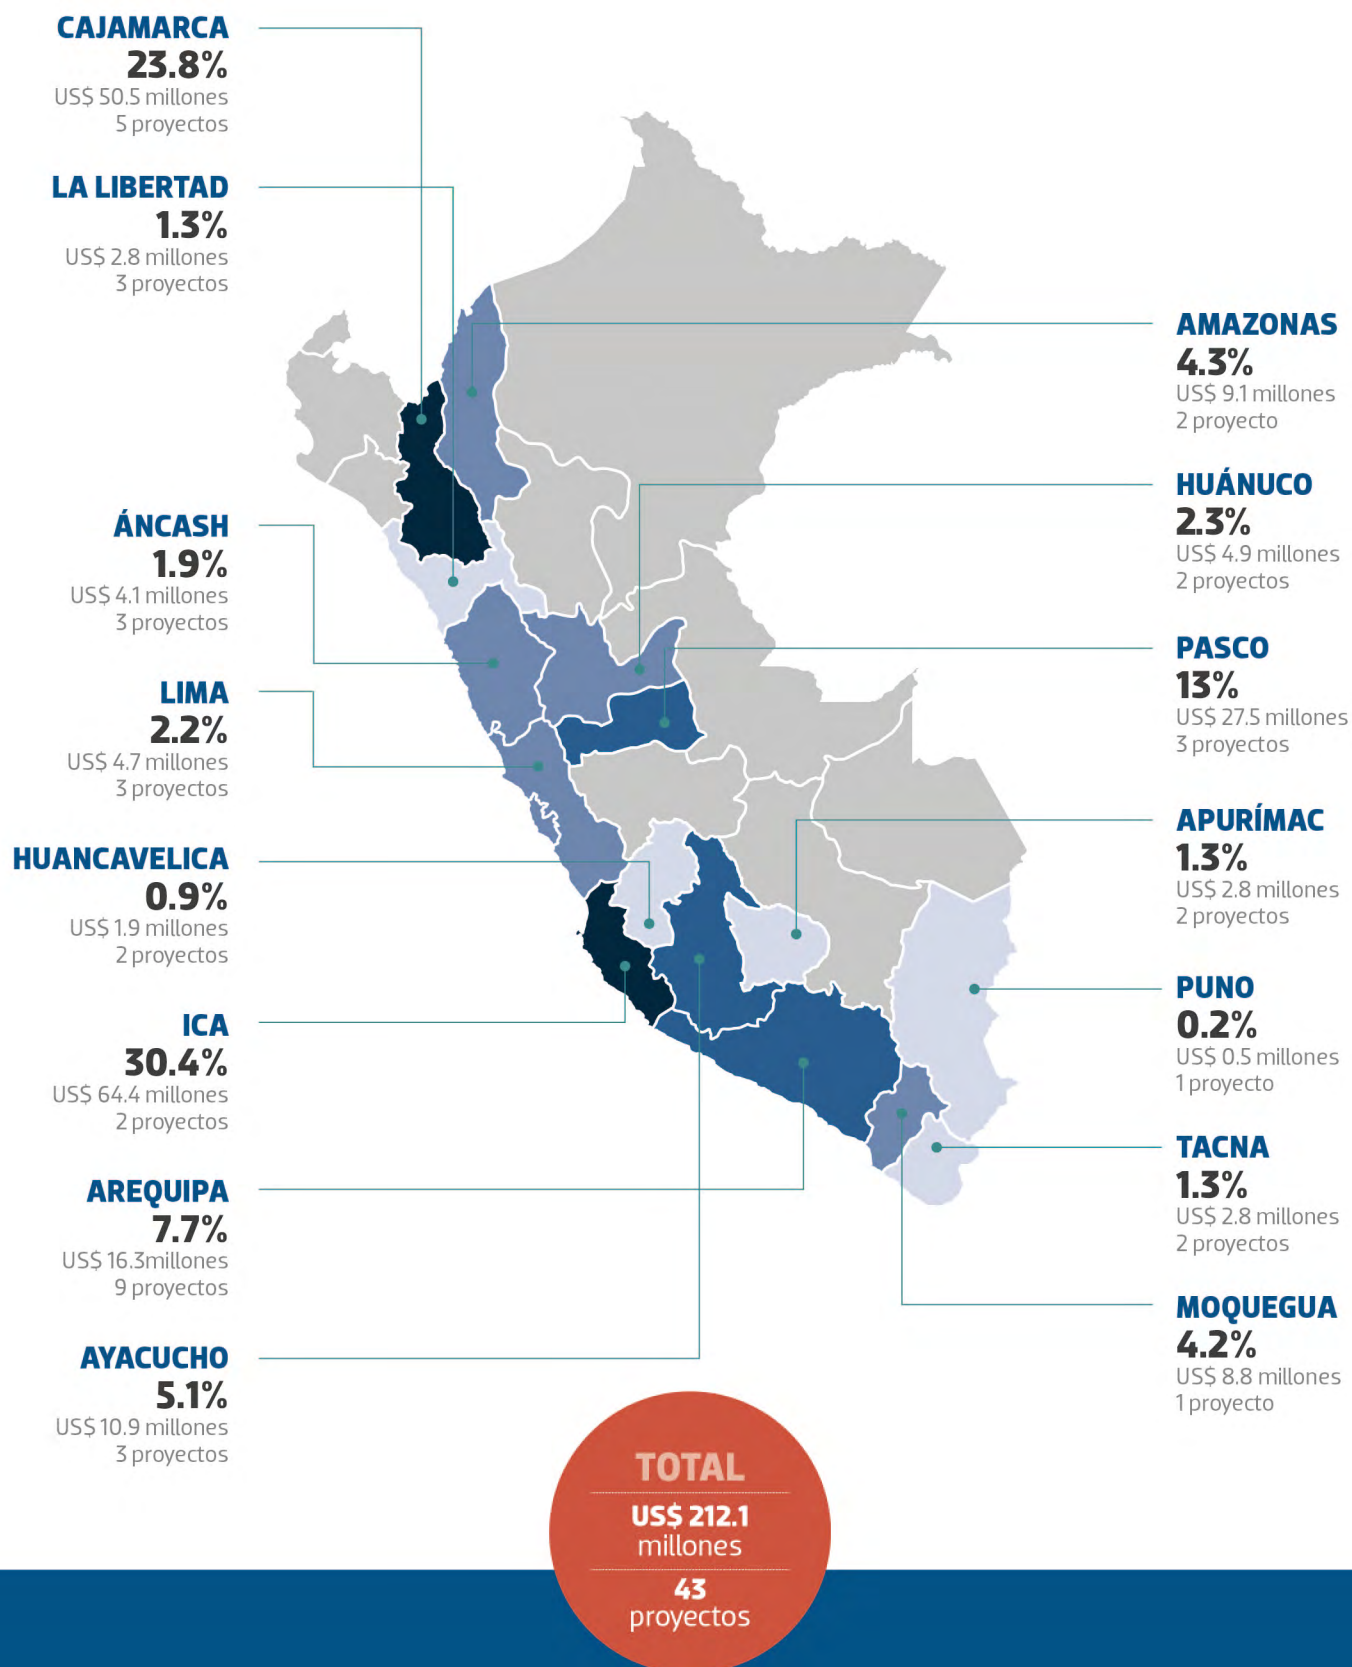 CAJAMARCA
23.8%
US$ 50.5 millones
5 proyectos
LA LIBERTAD
1.3%
US$ 2.8 millones
3 proyectos
ÁNCASH
1.9%
US$ 4.1 millones
3 proyectos
LIMA
2.2%
US$ 4.7 millones
3 proyectos
HUANCAVELICA
0.9%
US$ 1.9 millones
2 proyectos
ICA
30.4%
US$ 64.4 millones
2 proyectos
AREQUIPA
7.7%
US$ 16.3millones
9 proyectos
AYACUCHO
5.1%
US$ 10.9 millones
3 proyectos
AMAZONAS
4.3%
US$ 9.1 millones
2 proyecto
HUÁNUCO
2.3%
US$ 4.9 millones
2 proyectos
PASCO
13%
US$ 27.5 millones
3 proyectos
APURÍMAC
1.3%
US$ 2.8 millones
2 proyectos
PUNO
0.2%
US$ 0.5 millones
1 proyecto
TACNA
1.3%
US$ 2.8 millones
2 proyectos
MOQUEGUA
4.2%
US$ 8.8 millones
1 proyecto
TOTAL
US$ 212.1
millones
43
proyectos